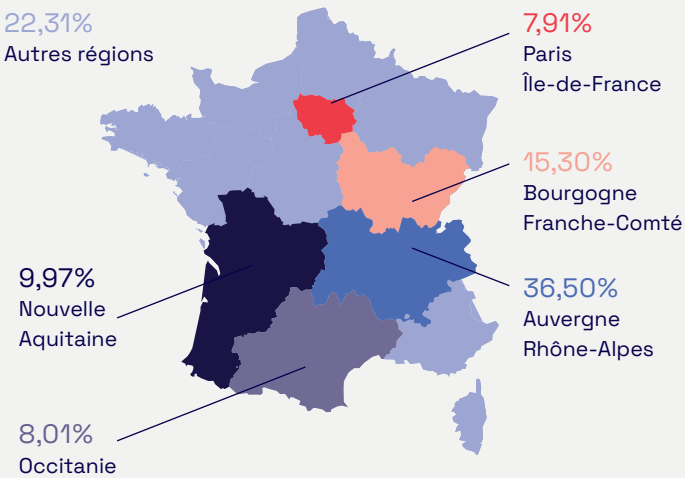 22,31%
Autres régions
7,91%
Paris
Île-de-France
15,30%
Bourgogne
Franche-Comté
9,97%
Nouvelle
Aquitaine
36,50%
Auvergne
Rhône-Alpes
8,01%
Occitanie